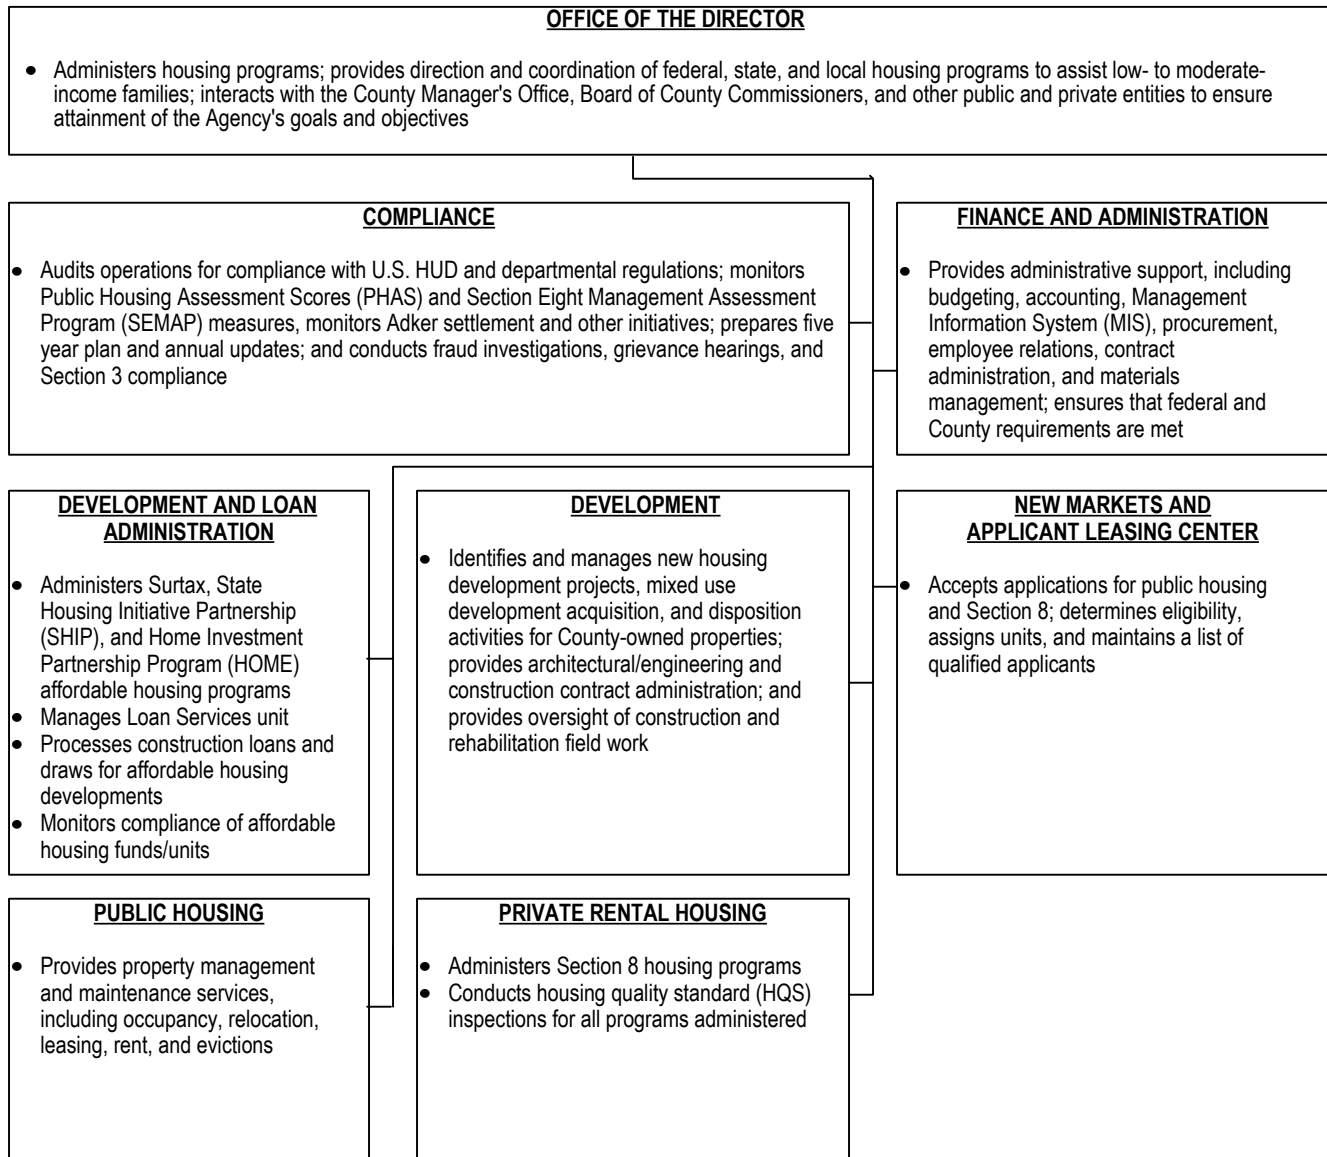 OFFICE OF THE DIRECTOR
• Administers housing programs; provides direction and coordination of federal, state, and local housing programs to assist low- to moderate-
income families; interacts with the County Manager's Office, Board of County Commissioners, and other public and private entities to ensure
attainment of the Agency's goals and objectives
COMPLIANCE
• Audits operations for compliance with U.S. HUD and departmental regulations; monitors
Public Housing Assessment Scores (PHAS) and Section Eight Management Assessment
Program (SEMAP) measures, monitors Adker settlement and other initiatives; prepares five
year plan and annual updates; and conducts fraud investigations, grievance hearings, and
Section 3 compliance
FINANCE AND ADMINISTRATION
• Provides administrative support, including
budgeting, accounting, Management
Information System (MIS), procurement,
employee relations, contract
administration, and materials
management; ensures that federal and
County requirements are met
DEVELOPMENT AND LOAN
ADMINISTRATION
• Administers Surtax, State
Housing Initiative Partnership
(SHIP), and Home Investment
Partnership Program (HOME)
affordable housing programs
• Manages Loan Services unit
• Processes construction loans and
draws for affordable housing
developments
• Monitors compliance of affordable
housing funds/units
DEVELOPMENT
• Identifies and manages new housing
development projects, mixed use
development acquisition, and disposition
activities for County-owned properties;
provides architectural/engineering and
construction contract administration; and
provides oversight of construction and
rehabilitation field work
NEW MARKETS AND
APPLICANT LEASING CENTER
• Accepts applications for public housing
and Section 8; determines eligibility,
assigns units, and maintains a list of
qualified applicants
PUBLIC HOUSING
• Provides property management
and maintenance services,
including occupancy, relocation,
leasing, rent, and evictions
PRIVATE RENTAL HOUSING
• Administers Section 8 housing programs
• Conducts housing quality standard (HQS)
inspections for all programs administered